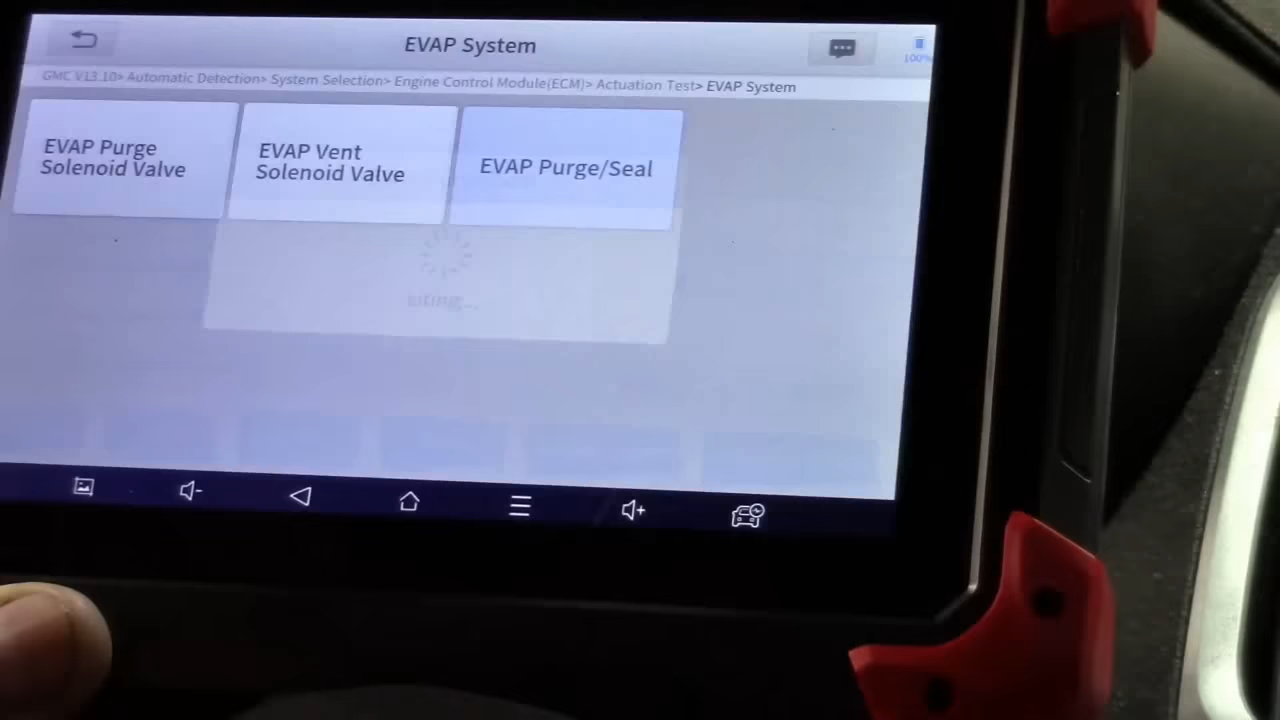 EVAP System
100%
GMC V13.10> Automatic Detection> System Selection> Engine Control Module(ECM)> Actuation Test> EVAP System
EVAP Purge
Solenoid Valve
EVAP Vent
Solenoid Valve
EVAP Purge/Seal